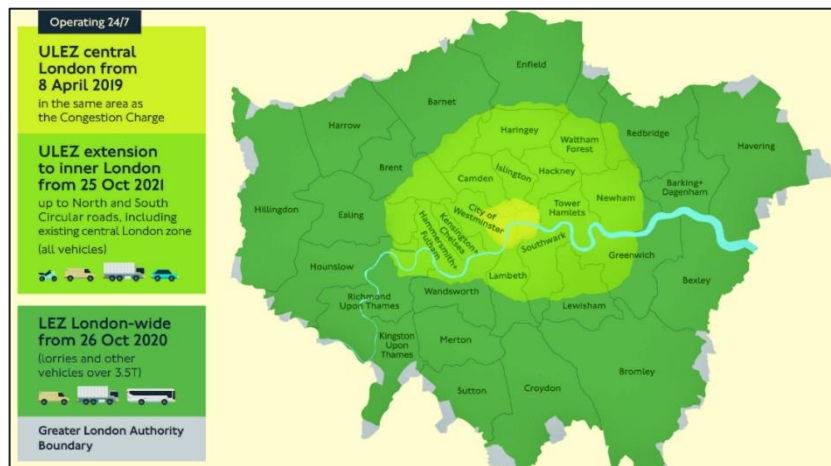 Operating 24/7
ULEZ central
London from
8 April 2019
in the same area as
the Congestion Charge
ULEZ extension
to inner London
from 25 Oct 2021
up to North and South
Circular roads, including
existing central London zone
(all vehicles)
LEZ London-wide
from 26 Oct 2020
(lorries and other
vehicles over 3.5T)
Greater London Authority
Boundary
Enfield
Barnet
Haringey
Waltham
Forest
Redbridge
Havering
Harrow
Brent
Camden
Islington
Hackney
Barking+
Dagenham
Newham
Hillingdon
Ealing
City of
Westminster
Tower
Hamlets
Kensington+
Chelsea
Hammersmith+
Fulham
Southwark
Greenwich
Hounslow
Lambeth
Bexley
Richmond
Upon Thames
Wandsworth
Lewisham
Kingston
Upon
Thames
Merton
Bromley
Sutton
Croydon